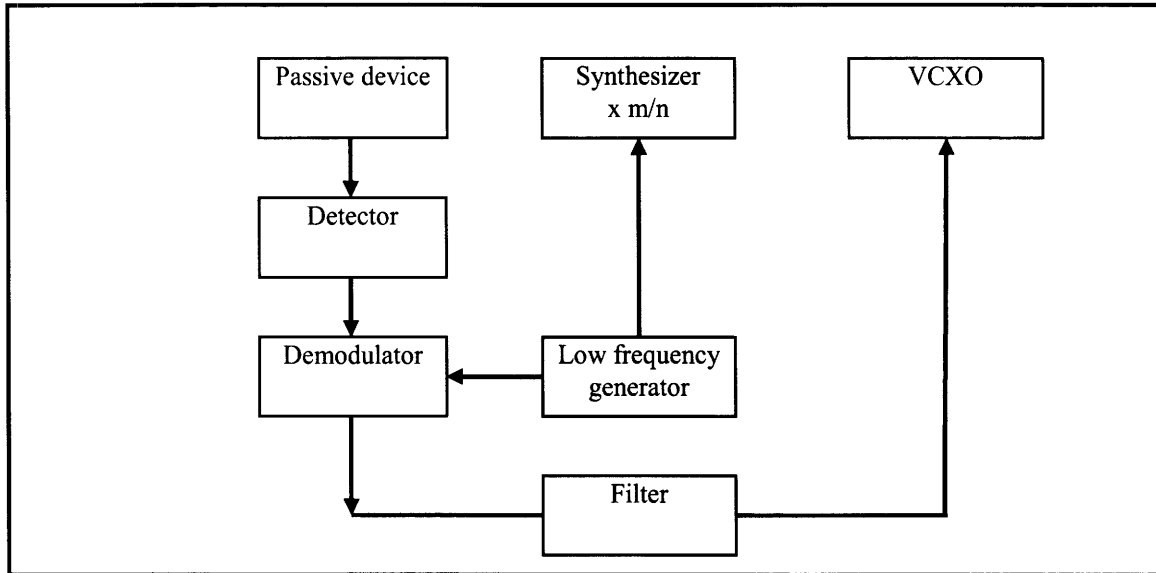 Passive device
Synthesizer
x m/n
VCXO
Detector
Demodulator
Low frequency
generator
Filter